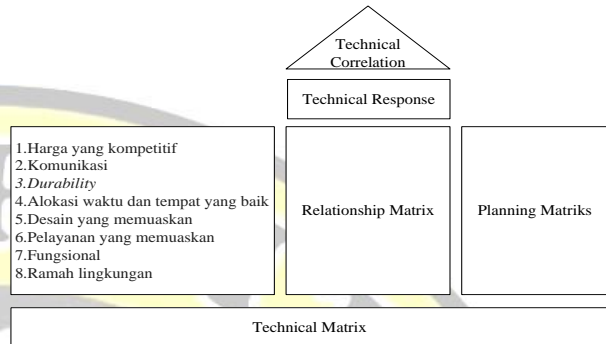 Technical
Correlation
Technical Response
1.Harga yang kompetitif
2.Komunikasi
3.Durability
4.Alokasi waktu dan tempat yang baik
5.Desain yang memuaskan
6.Pelayanan yang memuaskan
7.Fungsional
8.Ramah lingkungan
Relationship Matrix
Planning Matriks
Technical Matrix